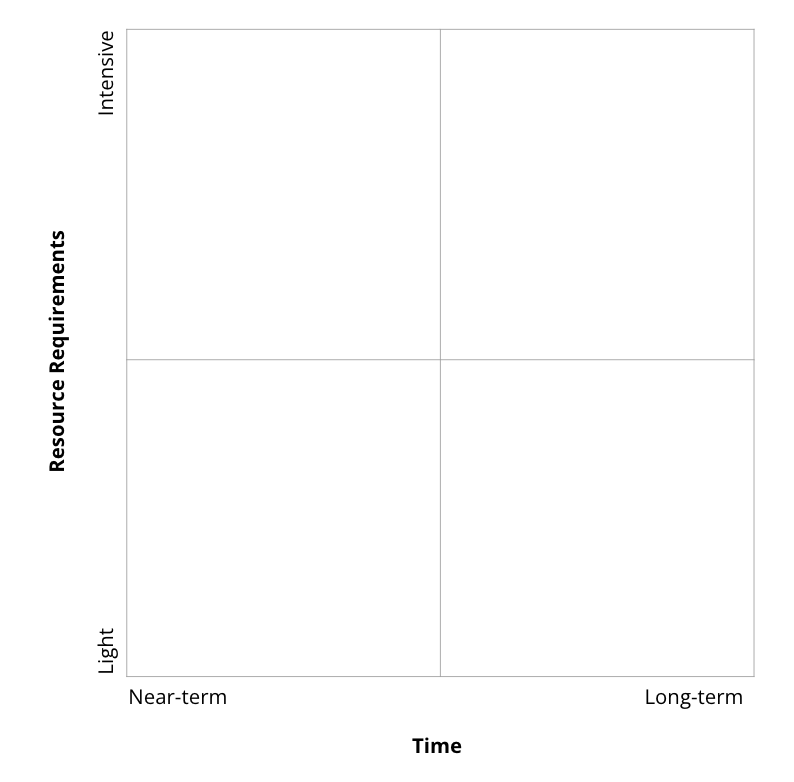 Intensive
Resource Requirements
Light
Near-term
Long-term
Time